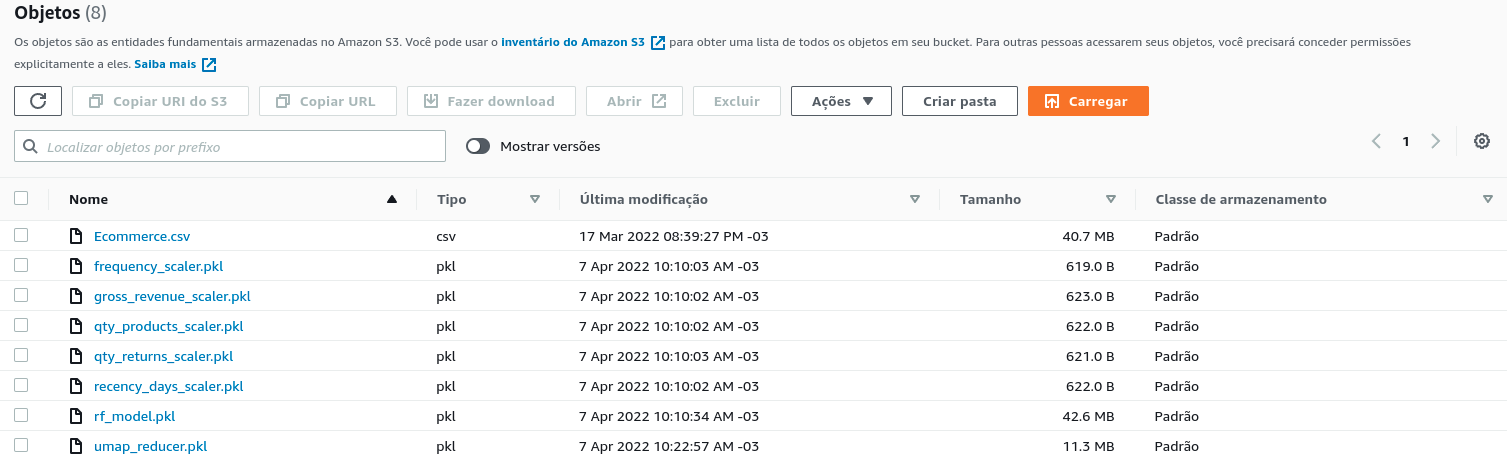 Objetos (8)
Os objetos são as entidades fundamentais armazenadas no Amazon S3. Você pode usar o inventário do Amazon S3 para obter uma lista de todos os objetos em seu bucket. Para outras pessoas acessarem seus objetos, você precisará conceder permissões
explicitamente a eles. Saiba mais
Copiar URI do S3 Copiar URL Fazer download Abrir Excluir Ações Criar pasta Carregar
Localizar objetos por prefixo Mostrar versões 1
Nome Tipo Última modificação Tamanho Classe de armazenamento
Ecommerce.csv csv 17 Mar 2022 08:39:27 PM -03 40.7 MB Padrão
frequency_scaler.pkl pkl 7 Apr 2022 10:10:03 AM -03 619.0 B Padrão
gross_revenue_scaler.pkl pkl 7 Apr 2022 10:10:02 AM -03 623.0 B Padrão
qty_products_scaler.pkl pkl 7 Apr 2022 10:10:02 AM -03 622.0 B Padrão
qty_returns_scaler.pkl pkl 7 Apr 2022 10:10:03 AM -03 621.0 B Padrão
recency_days_scaler.pkl pkl 7 Apr 2022 10:10:02 AM -03 622.0 B Padrão
rf_model.pkl pkl 7 Apr 2022 10:10:34 AM -03 42.6 MB Padrão
umap_reducer.pkl pkl 7 Apr 2022 10:22:57 AM -03 11.3 MB Padrão